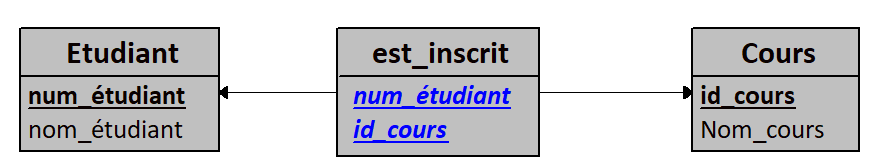 Etudiant
num_étudiant
nom_étudiant
est_inscrit
num_étudiant
id_cours
Cours
id_cours
Nom_cours